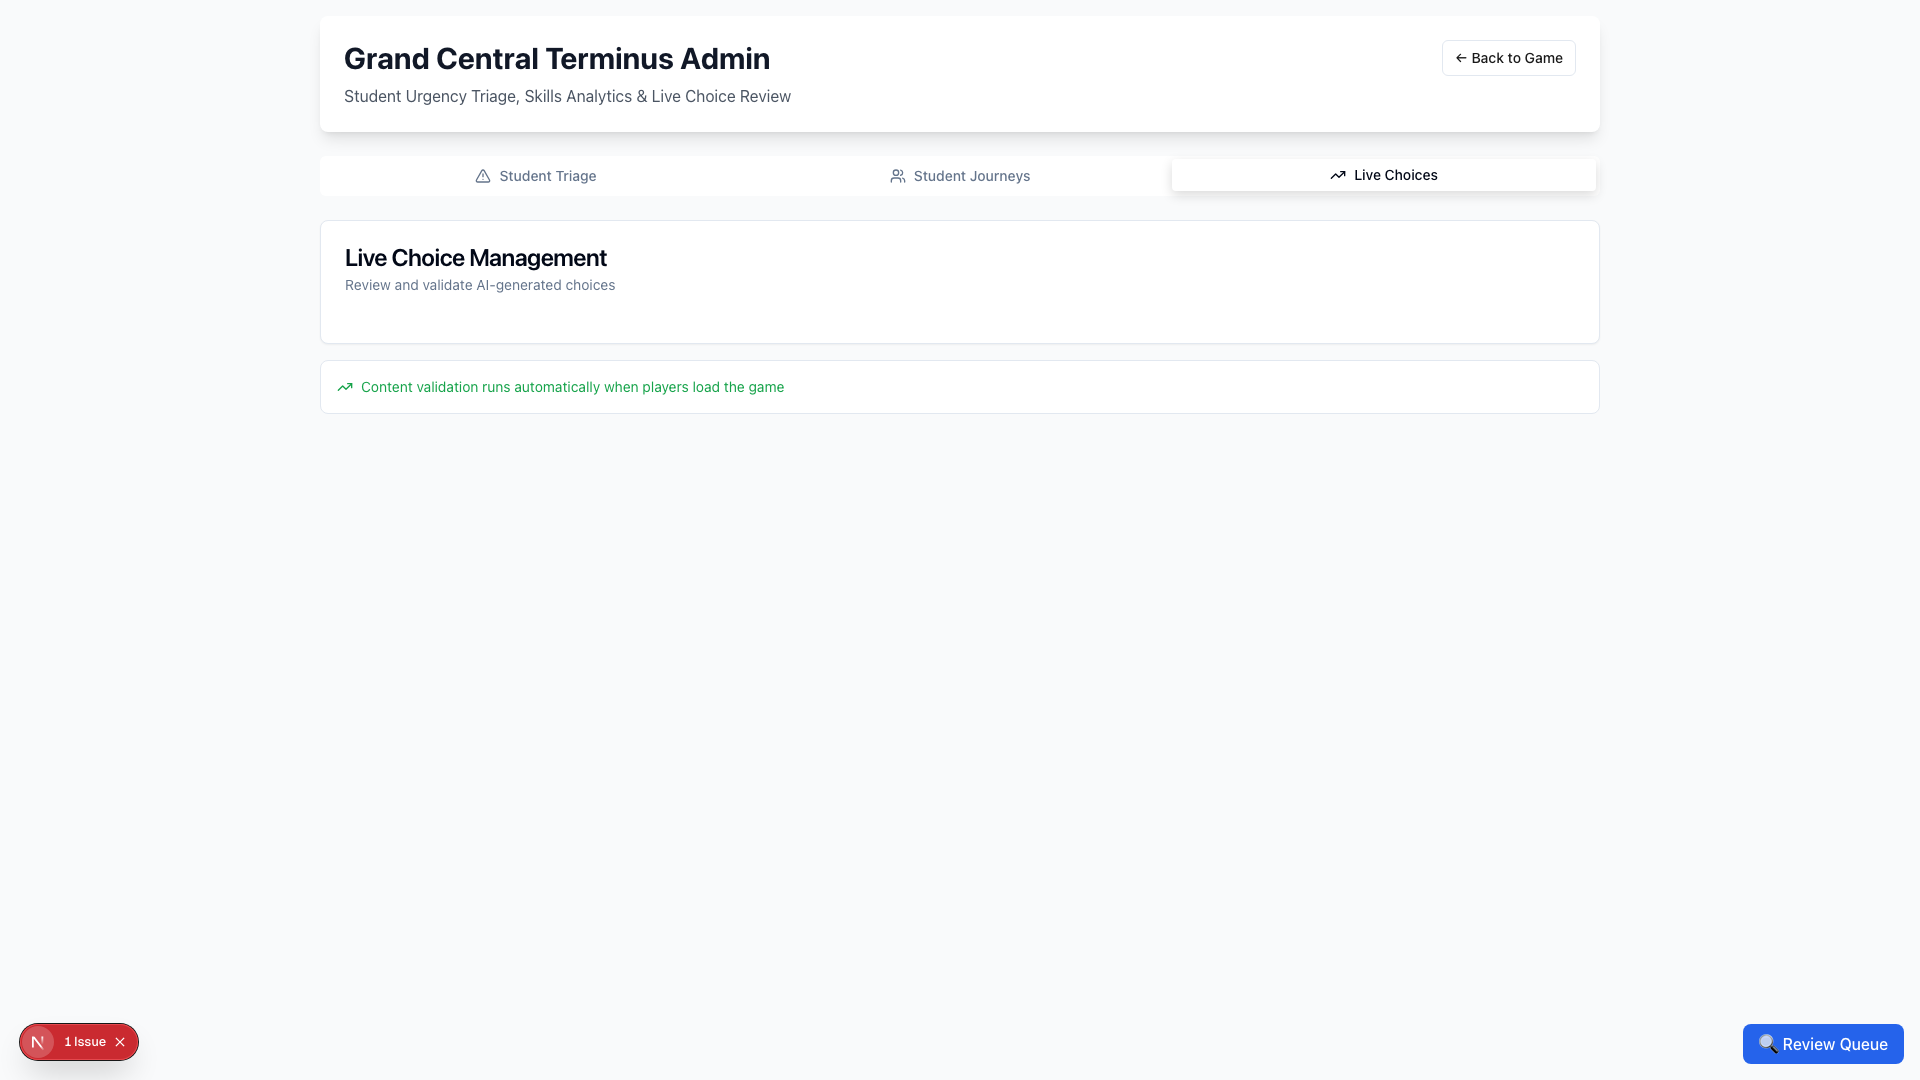 Grand Central Terminus Admin
← Back to Game
Student Urgency Triage, Skills Analytics & Live Choice Review
Student Triage
Student Journeys
Live Choices
Live Choice Management
Review and validate AI-generated choices
Content validation runs automatically when players load the game
N 1 Issue
🔍 Review Queue